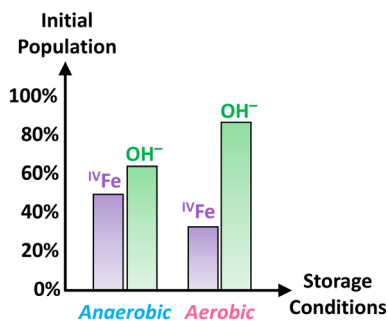 Initial
Population
100%
80%
60%
40%
20%
0%
ᴵⱽFe
OH⁻
ᴵⱽFe
OH⁻
Anaerobic
Aerobic
Storage
Conditions